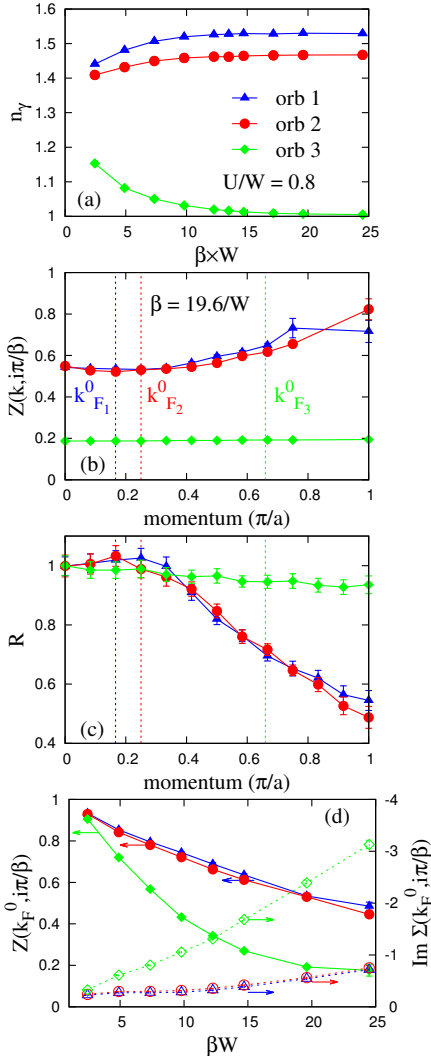 1.6
1.5
1.4
1.3
1.2
1.1
1
nγ
orb 1
orb 2
orb 3
(a)
U/W = 0.8
0 5 10 15 20 25
β×W
1
0.8
0.6
0.4
0.2
0
Z(k,iπ/β)
β = 19.6/W
k⁰F₁
k⁰F₂
k⁰F₃
(b)
0 0.2 0.4 0.6 0.8 1
momentum (π/a)
1.2
1
0.8
0.6
0.4
R
(c)
0 0.2 0.4 0.6 0.8 1
momentum (π/a)
1
0.8
0.6
0.4
0.2
0
Z(k⁰F,iπ/β)
(d)
-4
-3
-2
-1
0
Im Σ(k⁰F,iπ/β)
5 10 15 20 25
βW